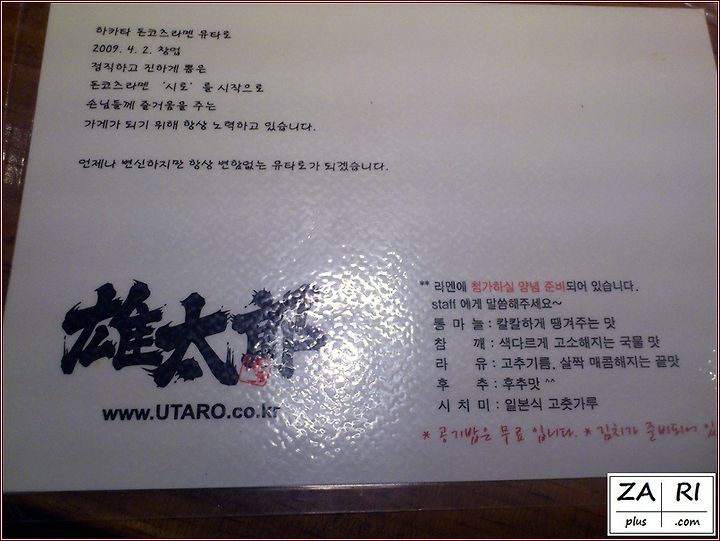 하카타 돈코츠라멘 유타로
2009. 4. 2. 창업
정직하고 진하게 뽑은
돈코츠라멘 '시로' 를 시작으로
손님들께 즐거움을 주는
가게가 되기 위해 항상 노력하고 있습니다.
언제나 변신하지만 항상 변함없는 유타로가 되겠습니다.
雄太郎
www.UTARO.co.kr
** 라멘에 첨가하실 양념 준비되어 있습니다.
staff 에게 말씀해주세요~
통 마 늘 : 칼칼하게 땡겨주는 맛
참 깨 : 색다르게 고소해지는 국물 맛
라 유 : 고추기름, 살짝 매콤해지는 끝맛
후 추 : 후추맛 ^^
시 치 미 : 일본식 고춧가루
* 공기밥은 무료 입니다. * 김치가 준비되어 있
ZA RI
plus .com